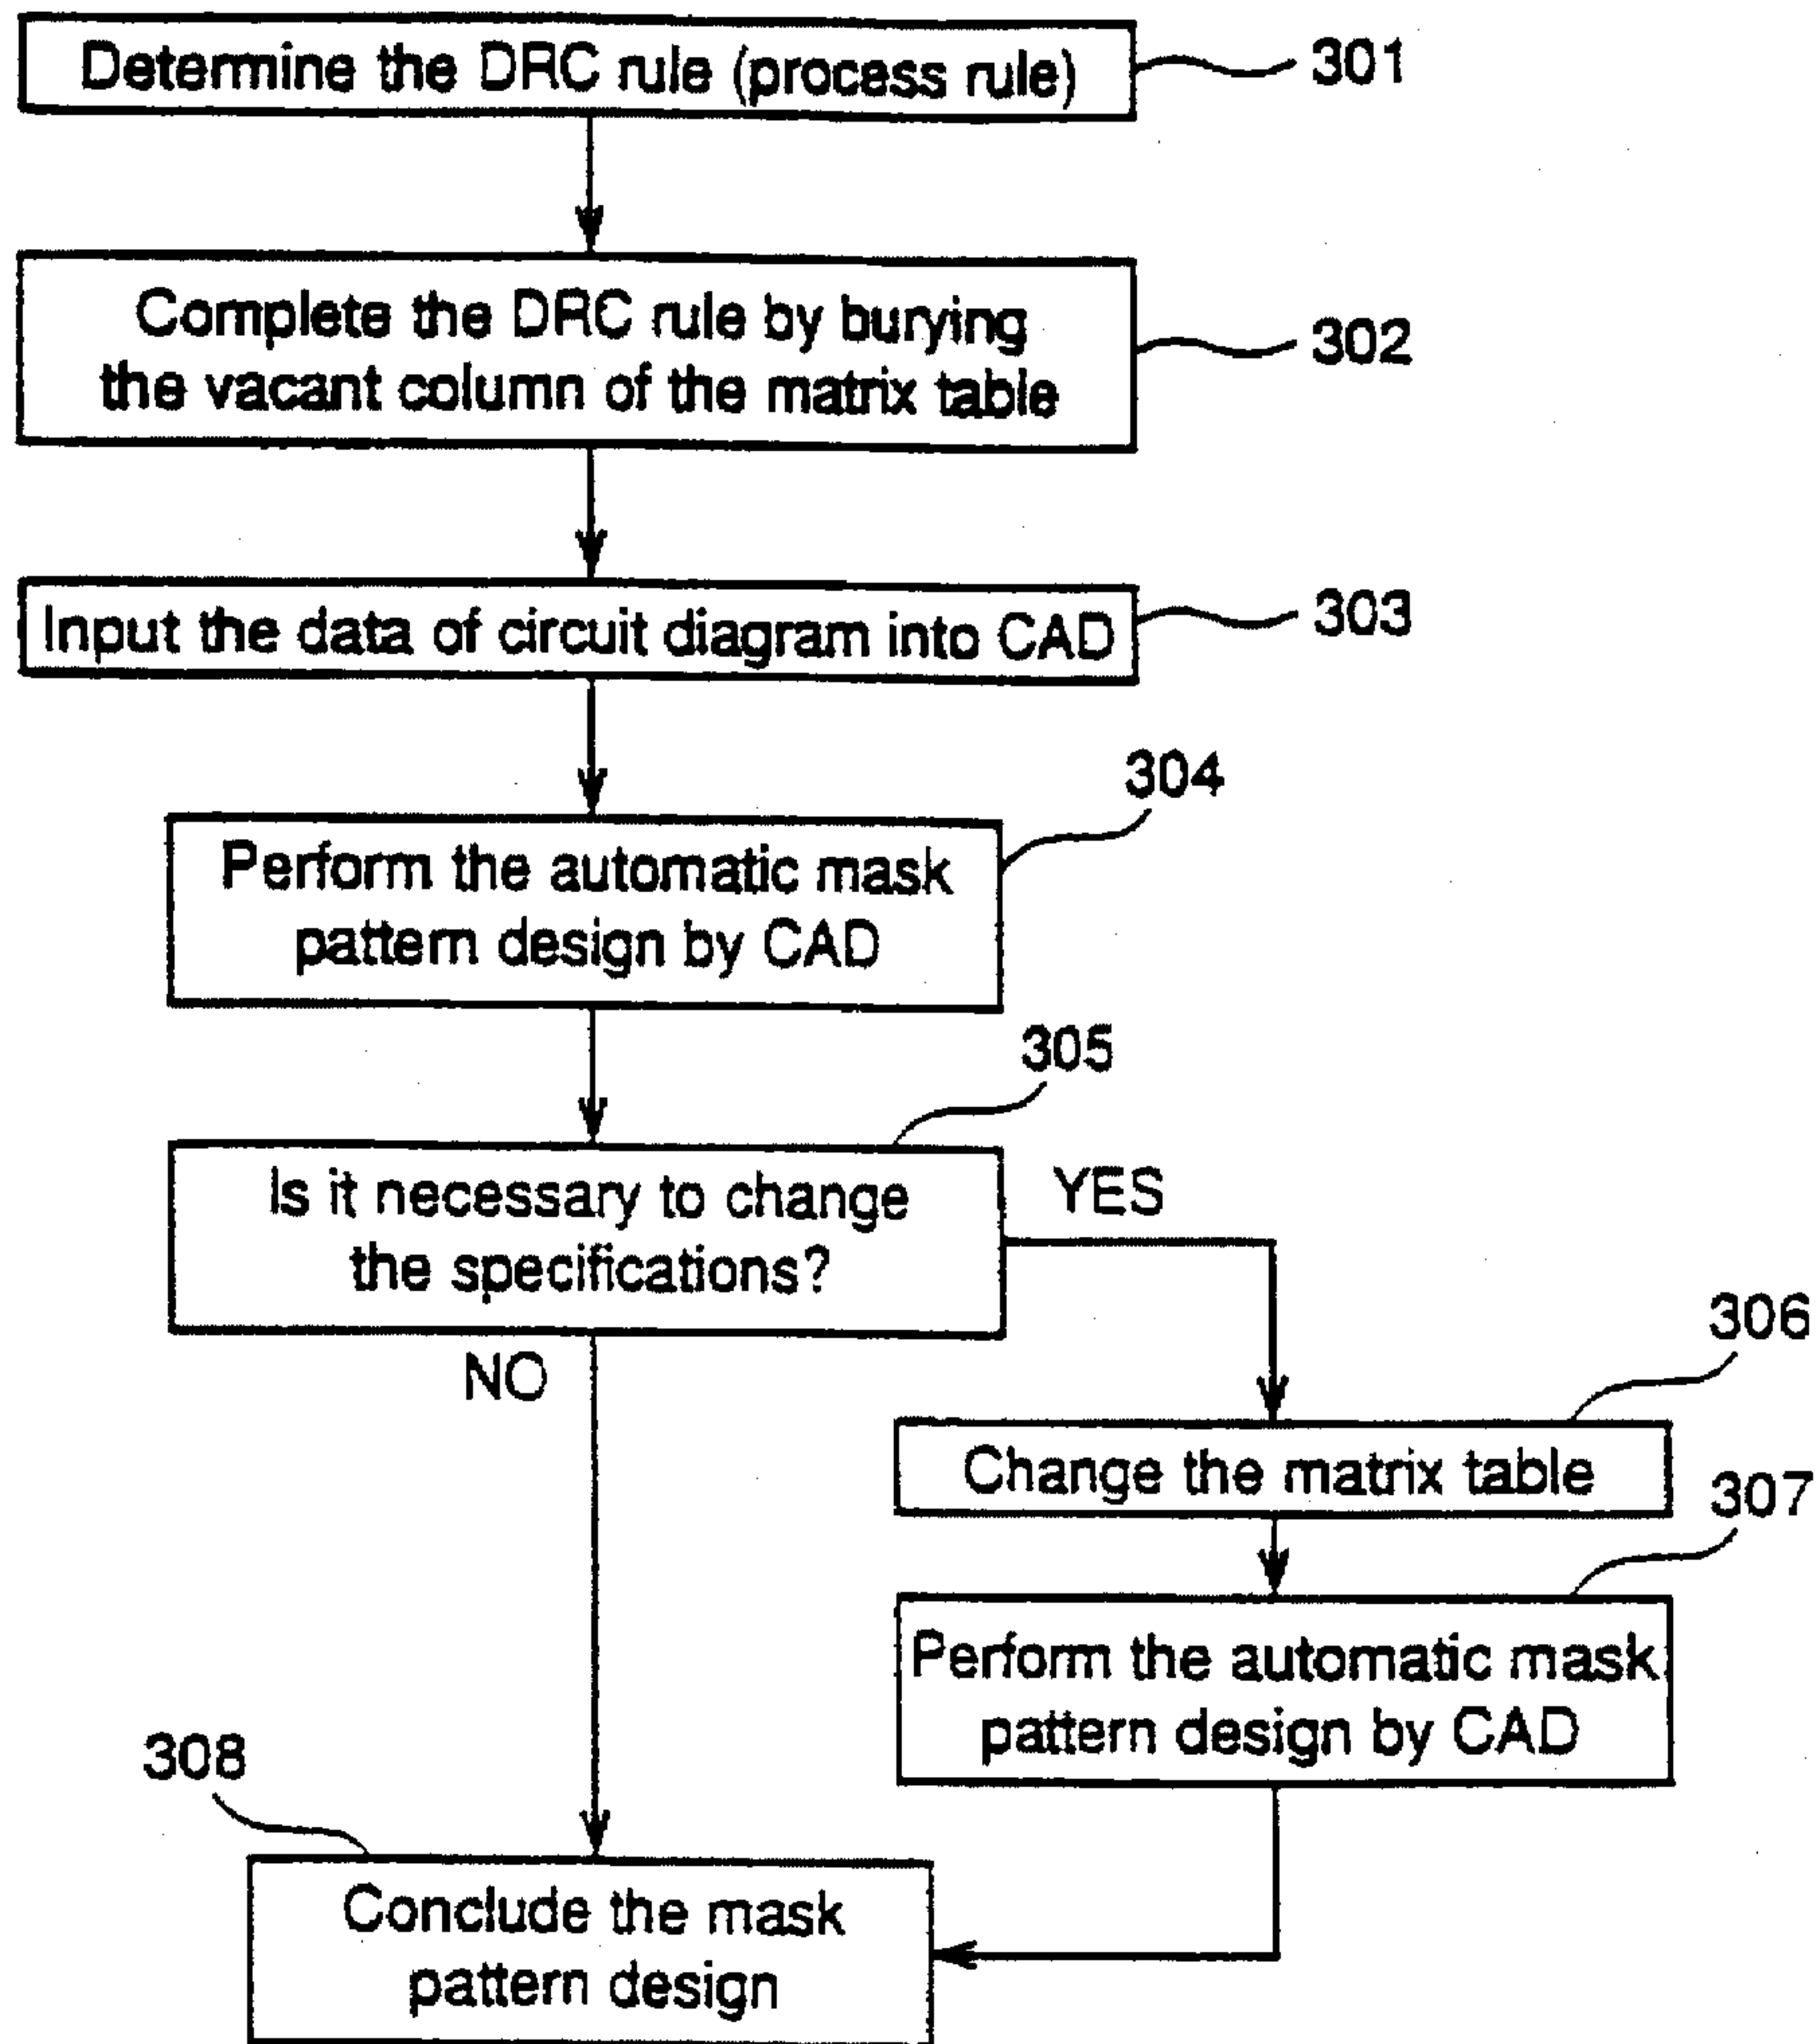 Determine the DRC rule (process rule)
301
Complete the DRC rule by burying
the vacant column of the matrix table
302
Input the data of circuit diagram into CAD
303
304
Perform the automatic mask
pattern design by CAD
305
Is it necessary to change
the specifications?
YES
NO
306
Change the matrix table
307
Perform the automatic mask
pattern design by CAD
308
Conclude the mask
pattern design